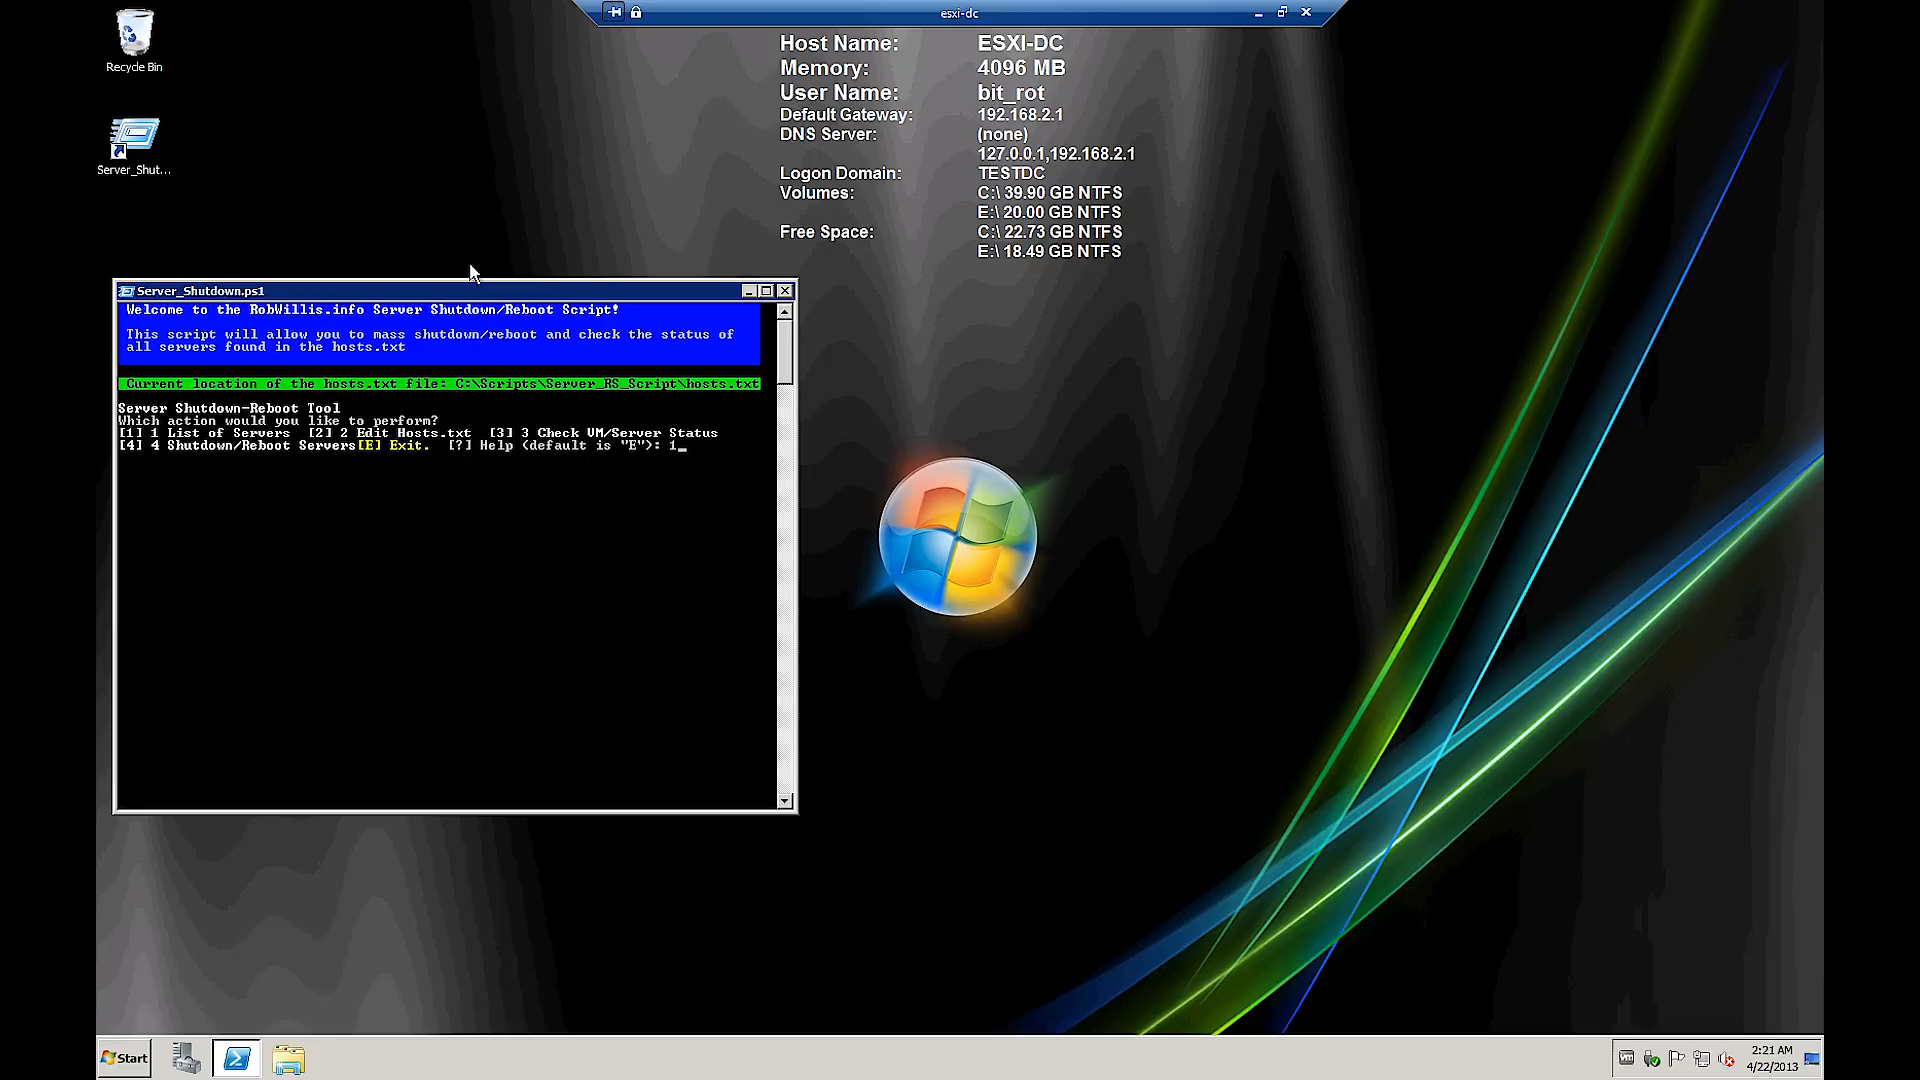 esxi-dc
Recycle Bin
Server_Shut...
Host Name: ESXI-DC
Memory: 4096 MB
User Name: bit_rot
Default Gateway: 192.168.2.1
DNS Server: (none)
127.0.0.1,192.168.2.1
Logon Domain: TESTDC
Volumes: C:\ 39.90 GB NTFS
E:\ 20.00 GB NTFS
Free Space: C:\ 22.73 GB NTFS
E:\ 18.49 GB NTFS
Server_Shutdown.ps1
Welcome to the RobWillis.info Server Shutdown/Reboot Script!
This script will allow you to mass shutdown/reboot and check the status of
all servers found in the hosts.txt
Current location of the hosts.txt file: C:\Scripts\Server_RS_Script\hosts.txt
Server Shutdown-Reboot Tool
Which action would you like to perform?
[1] 1 List of Servers  [2] 2 Edit Hosts.txt  [3] 3 Check VM/Server Status
[4] 4 Shutdown/Reboot Servers[E] Exit.  [?] Help (default is "E"): 1_
Start
2:21 AM
4/22/2013